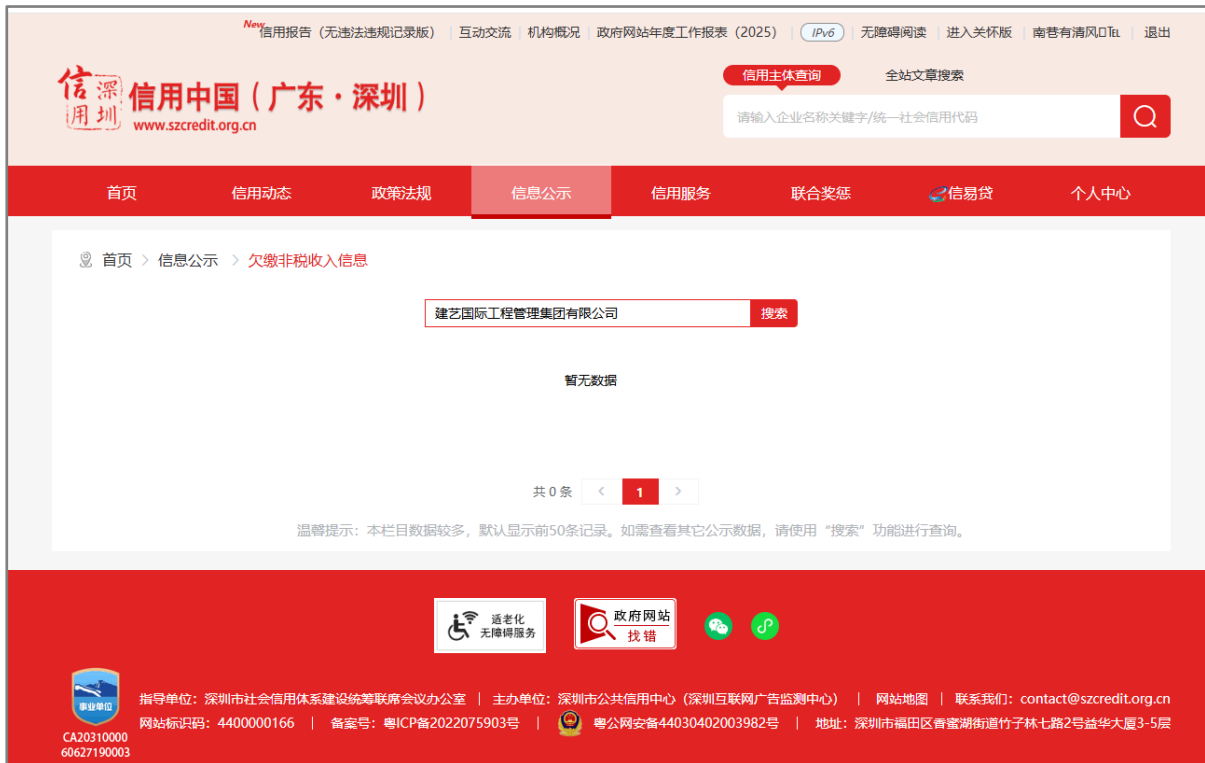 New信用报告（无违法违规记录版） | 互动交流 | 机构概况 | 政府网站年度工作报表（2025） | IPv6 | 无障碍阅读 | 进入关怀版 | 南巷有清风 | 退出
信用主体查询 全站文章搜索
信用 深圳
信用中国（广东·深圳）
www.szcredit.org.cn
请输入企业名称关键字/统一社会信用代码
首页 信用动态 政策法规 信息公示 信用服务 联合奖惩 信易贷 个人中心
首页 > 信息公示 > 欠缴非税收入信息
建艺国际工程管理集团有限公司 搜索
暂无数据
共 0 条 < 1 >
温馨提示：本栏目数据较多，默认显示前50条记录。如需查看其它公示数据，请使用“搜索”功能进行查询。
适老化
无障碍服务
政府网站
找错
事业单位
CA20310000
60627190003
指导单位：深圳市社会信用体系建设统筹联席会议办公室 | 主办单位：深圳市公共信用中心（深圳互联网广告监测中心） | 网站地图 | 联系我们：contact@szcredit.org.cn
网站标识码：4400000166 | 备案号：粤ICP备2022075903号 | 粤公网安备44030402003982号 | 地址：深圳市福田区香蜜湖街道竹子林七路2号益华大厦3-5层